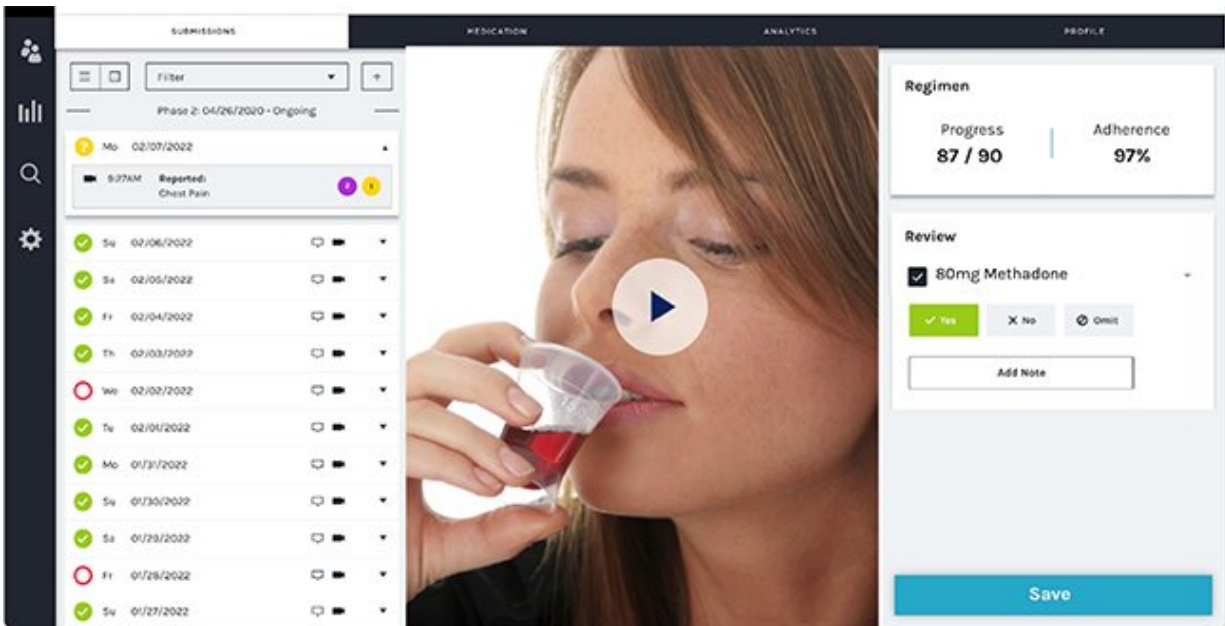 SUBMISSIONS
MEDICATION
ANALYTICS
PROFILE
Filter
Phase 2: 04/26/2020 - Ongoing
Mo 02/07/2022
9:27AM Reported:
Chest Pain
Su 02/06/2022
Sa 02/05/2022
Fr 02/04/2022
Th 02/03/2022
We 02/02/2022
Tu 02/01/2022
Mo 01/31/2022
Su 01/30/2022
Sa 01/29/2022
Fr 01/28/2022
Su 01/27/2022
Regimen
Progress
Adherence
87 / 90
97%
Review
80mg Methadone
Yes
No
Omit
Add Note
Save